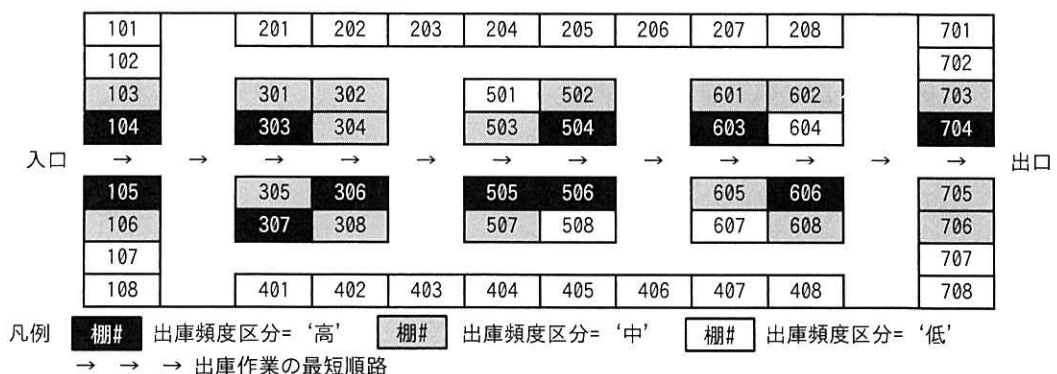 101 201 202 203 204 205 206 207 208 701
102 702
103 301 302 501 502 601 602 703
104 303 304 503 504 603 604 704
入口 → → → → → → → → → → → → 出口
105 305 306 505 506 605 606 705
106 307 308 507 508 607 608 706
107 707
108 401 402 403 404 405 406 407 408 708
凡例 棚# 出庫頻度区分= ‘高’ 棚# 出庫頻度区分= ‘中’ 棚# 出庫頻度区分= ‘低’
→ → → 出庫作業の最短順路